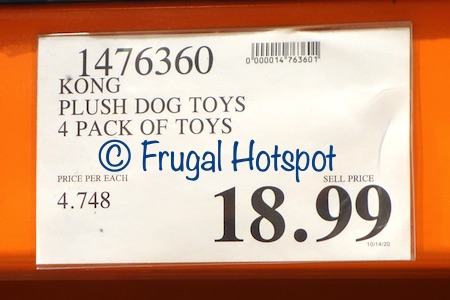 1476360
0"000014"763601"
KONG
PLUSH DOG TOYS
4 PACK OF TOYS
© Frugal Hotspot
PRICE PER EACH
SELL PRICE
4.748
18.99
10/14/20